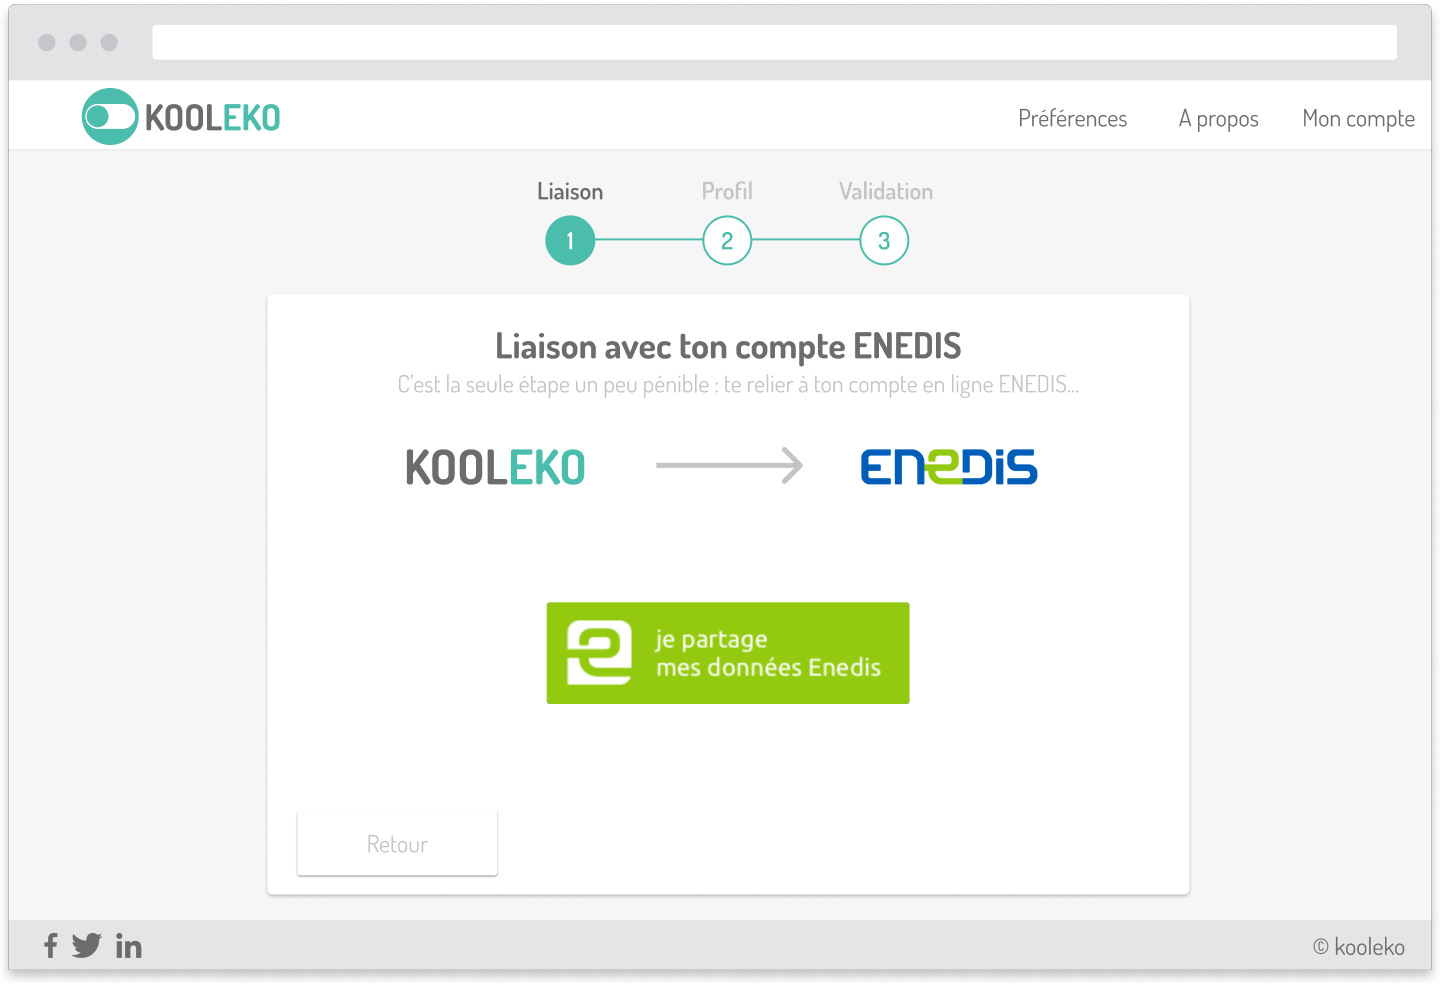 KOOLEKO
Préférences
A propos
Mon compte
Liaison
Profil
Validation
1
2
3
Liaison avec ton compte ENEDIS
C'est la seule étape un peu pénible : te relier à ton compte en ligne ENEDIS...
KOOLEKO
ENEDIS
je partage
mes données Enedis
Retour
© kooleko